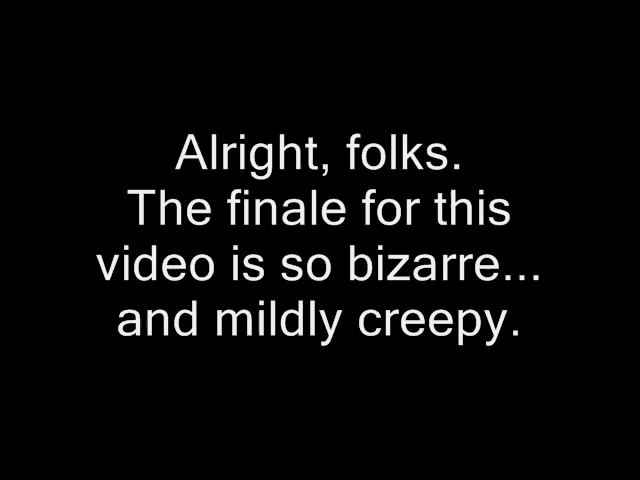 Alright, folks.
The finale for this
video is so bizarre...
and mildly creepy.